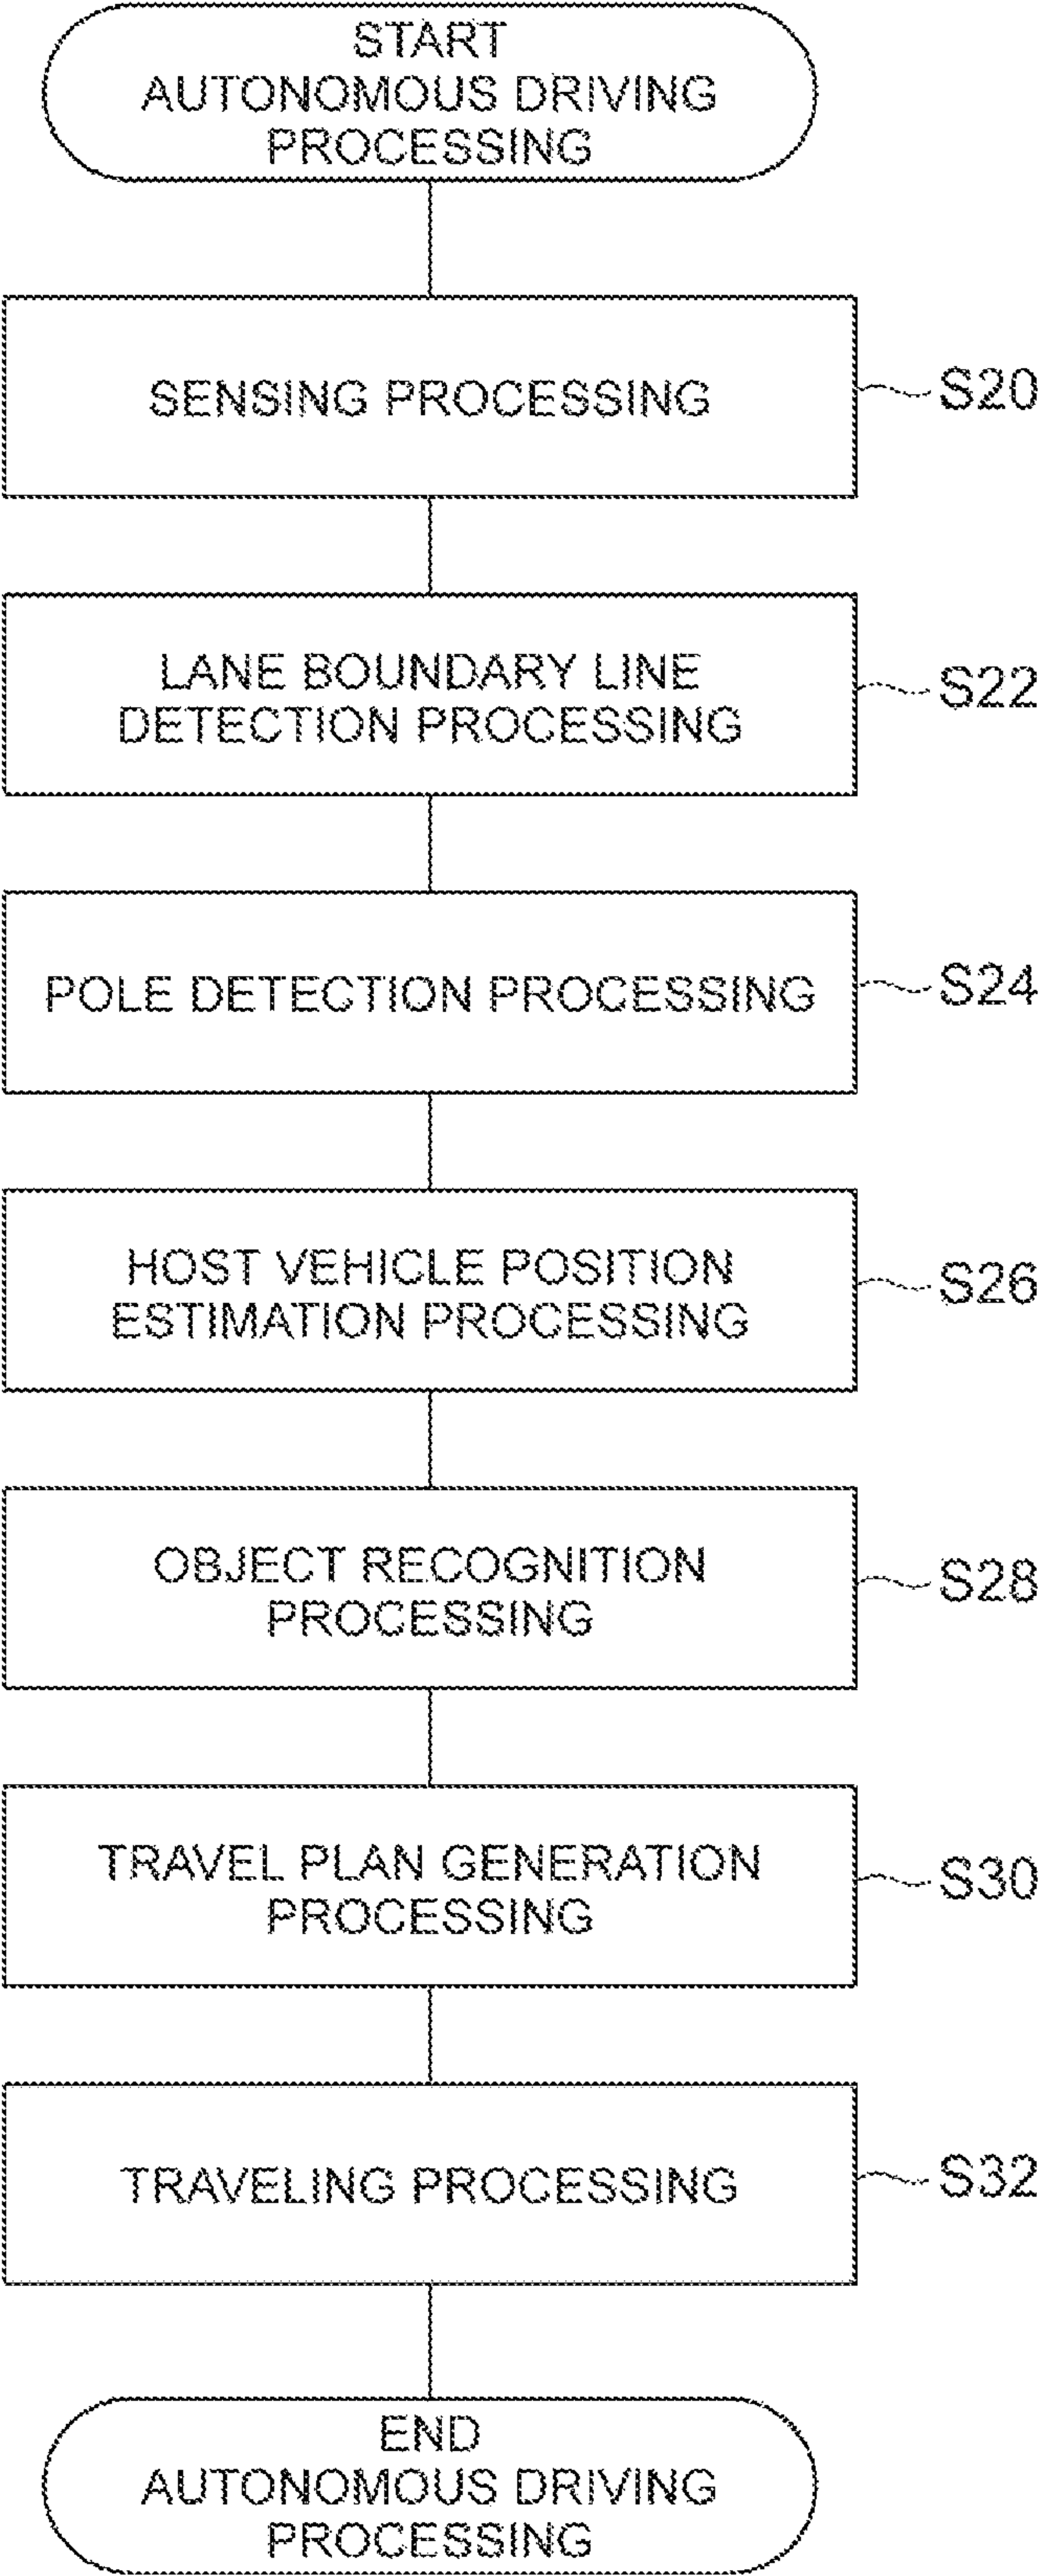 START
AUTONOMOUS DRIVING
PROCESSING
SENSING PROCESSING
S20
LANE BOUNDARY LINE
DETECTION PROCESSING
S22
POLE DETECTION PROCESSING
S24
HOST VEHICLE POSITION
ESTIMATION PROCESSING
S26
OBJECT RECOGNITION
PROCESSING
S28
TRAVEL PLAN GENERATION
PROCESSING
S30
TRAVELING PROCESSING
S32
END
AUTONOMOUS DRIVING
PROCESSING